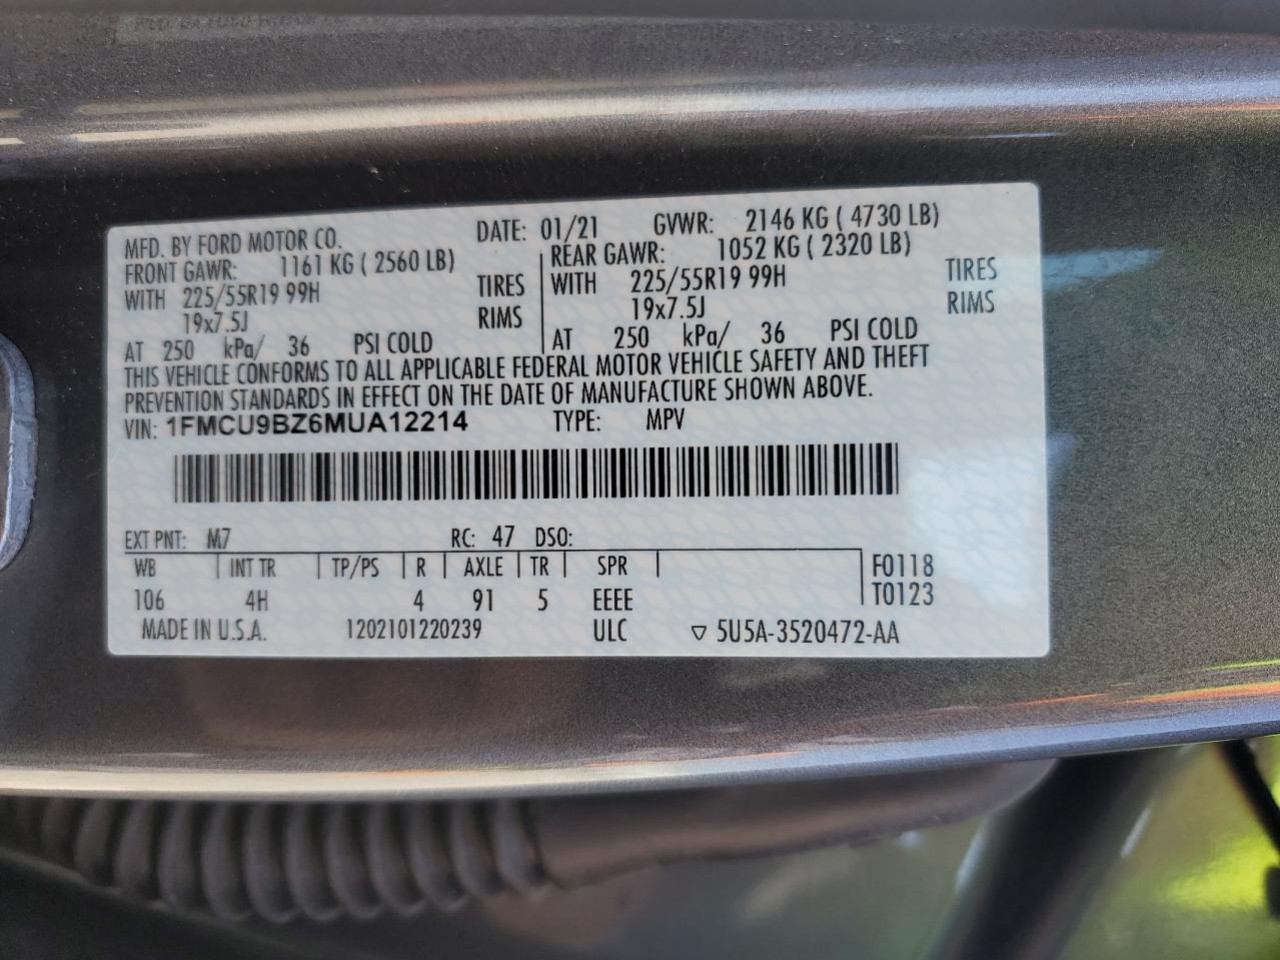 MFD. BY FORD MOTOR CO. DATE: 01/21 GVWR: 2146 KG ( 4730 LB)
FRONT GAWR: 1161 KG ( 2560 LB) REAR GAWR: 1052 KG ( 2320 LB)
WITH 225/55R19 99H TIRES WITH 225/55R19 99H TIRES
19x7.5J RIMS 19x7.5J RIMS
AT 250 kPa/ 36 PSI COLD AT 250 kPa/ 36 PSI COLD
THIS VEHICLE CONFORMS TO ALL APPLICABLE FEDERAL MOTOR VEHICLE SAFETY AND THEFT
PREVENTION STANDARDS IN EFFECT ON THE DATE OF MANUFACTURE SHOWN ABOVE.
VIN: 1FMCU9BZ6MUA12214 TYPE: MPV
EXT PNT: M7 RC: 47 DSO:
WB INT TR TP/PS R AXLE TR SPR F0118
106 4H 4 91 5 EEEE T0123
MADE IN U.S.A. 1202101220239 ULC ▽ 5U5A-3520472-AA